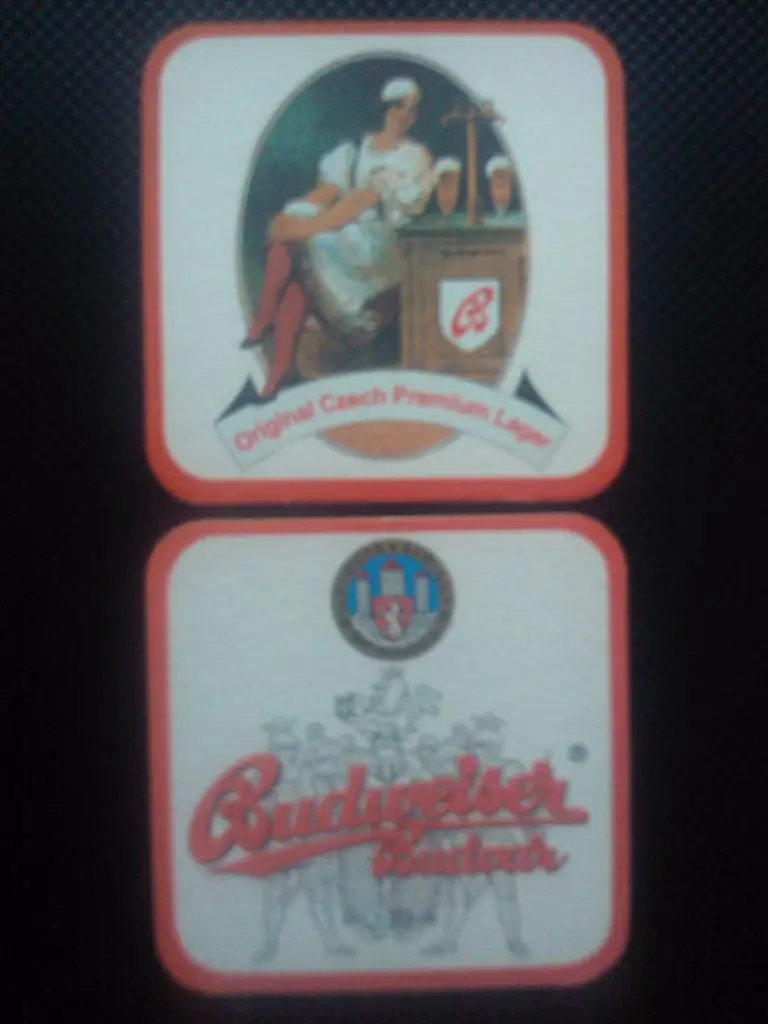 B
Original Czech Premium Lager
Budweiser ®
Budvar